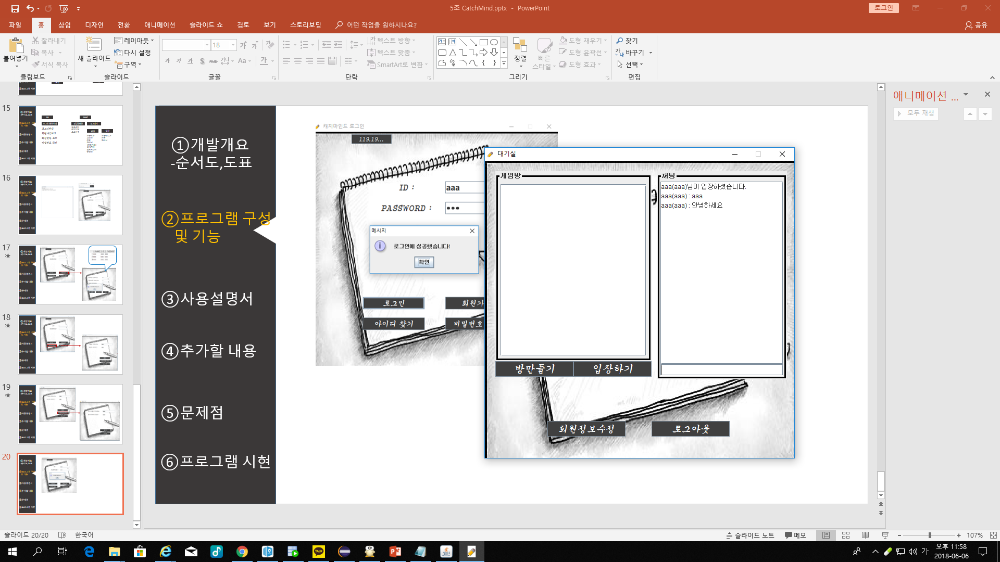 5조 CatchMind.pptx - PowerPoint
로그인
파일
홈
삽입
디자인
전환
애니메이션
슬라이드 쇼
검토
보기
스토리보딩
어떤 작업을 원하시나요?
공유
붙여넣기
잘라내기
복사
서식 복사
클립보드
새 슬라이드
레이아웃
다시 설정
구역
슬라이드
18
글꼴
텍스트 방향
텍스트 맞춤
SmartArt로 변환
단락
정렬
빠른
스타일
도형 채우기
도형 윤곽선
도형 효과
그리기
찾기
바꾸기
선택
편집
15
16
17
18
19
20
①개발개요
-순서도,도표
②프로그램 구성
및 기능
③사용설명서
④추가할 내용
⑤문제점
⑥프로그램 시현
캐치마인드 로그인
119.19...
ID :
aaa
PASSWORD :
●●●
메시지
로그인에 성공했습니다!
확인
로그인
회원가
아이디 찾기
비밀번호
대기실
게임방
채팅
aaa(aaa)님이 입장하셨습니다.
aaa(aaa) : aaa
aaa(aaa) : 안녕하세요
방만들기
입장하기
회원정보수정
로그아웃
애니메이션 ...
모두 재생
슬라이드 20/20
한국어
슬라이드 노트
메모
107%
TALK
가
오후 11:58
2018-06-06